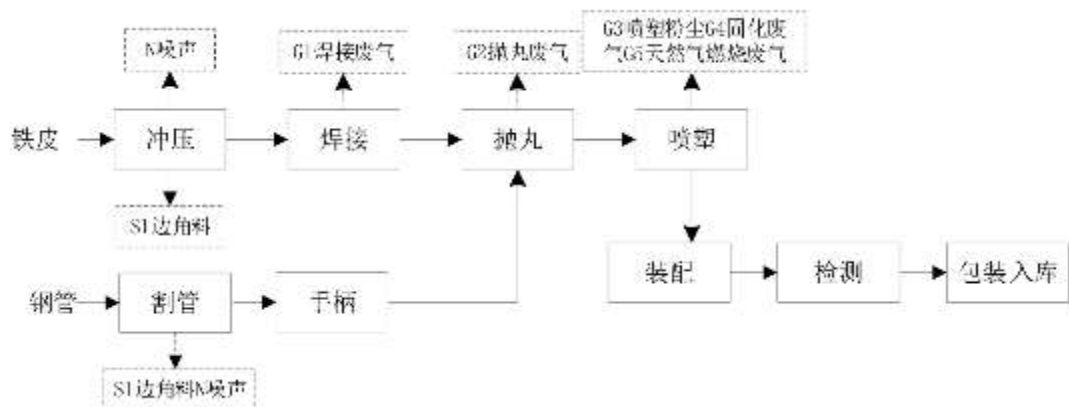 N噪声
G1焊接废气
G2抛丸废气
G3喷塑粉尘G4固化废
气G5天然气燃烧废气
铁皮
冲压
焊接
抛丸
喷塑
S1边角料
装配
检测
包装入库
钢管
割管
手柄
S1边角料N噪声